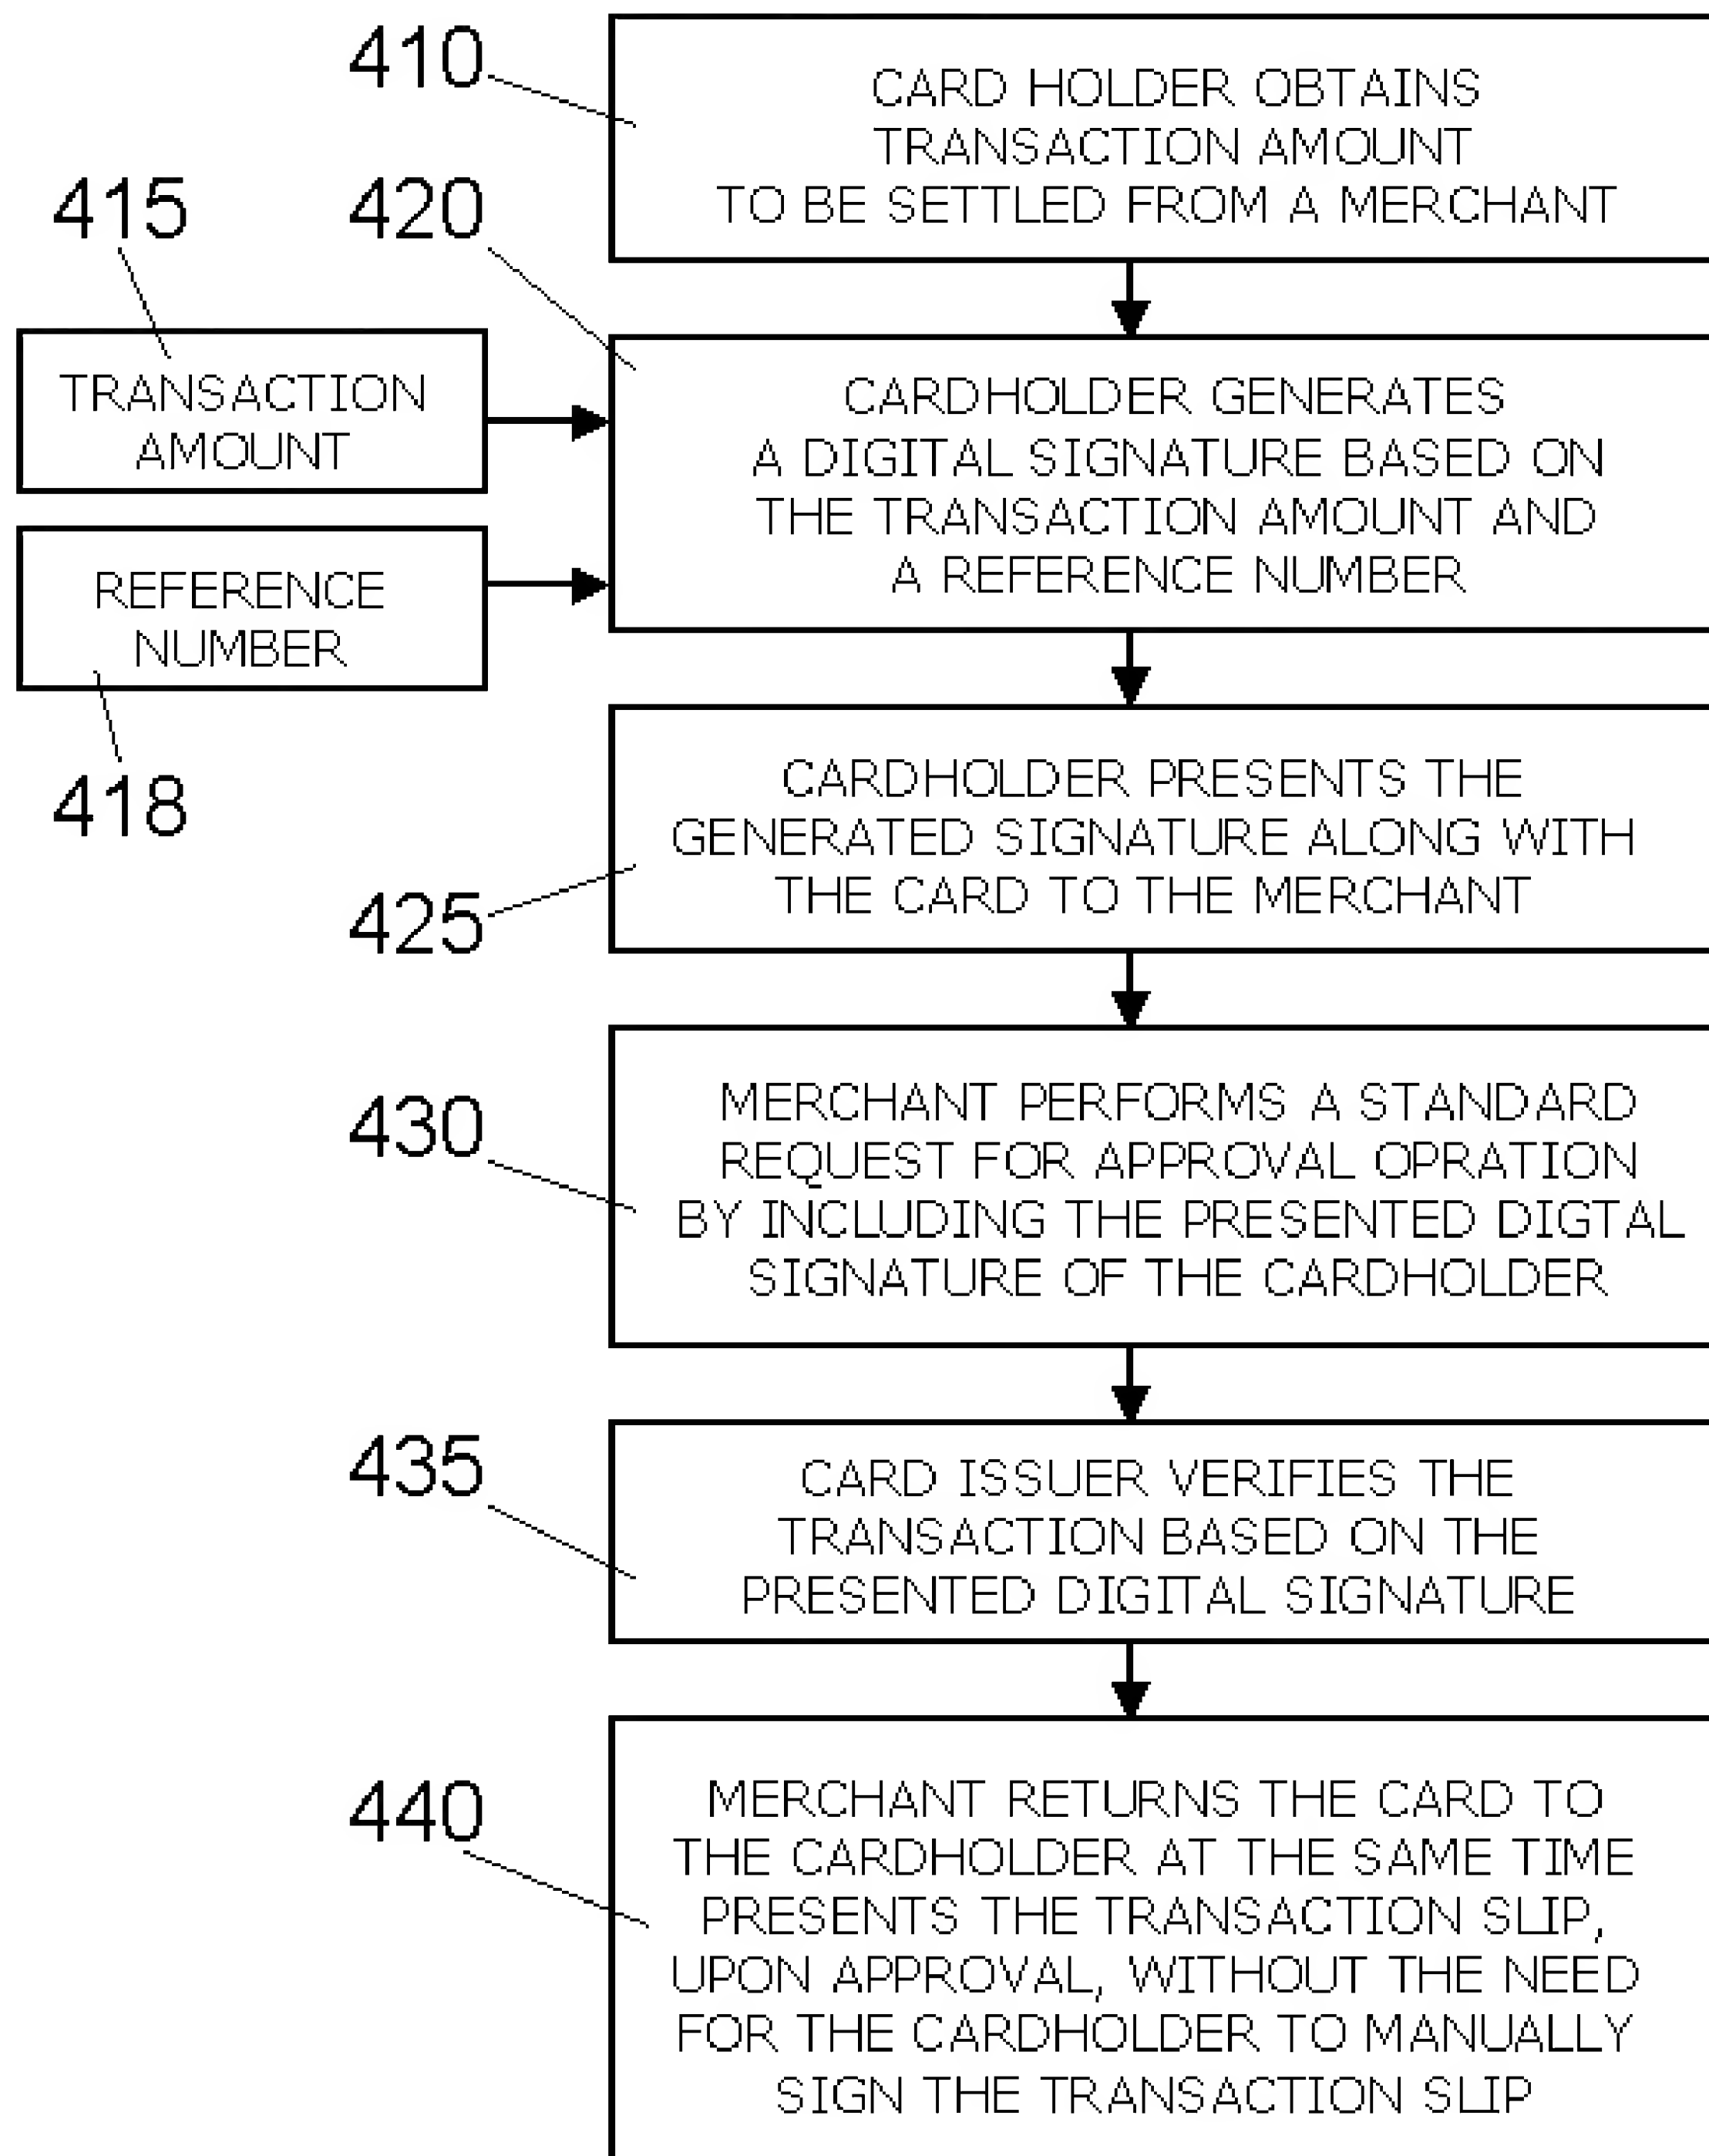 410
CARD HOLDER OBTAINS
TRANSACTION AMOUNT
TO BE SETTLED FROM A MERCHANT
415
420
TRANSACTION
AMOUNT
CARDHOLDER GENERATES
A DIGITAL SIGNATURE BASED ON
THE TRANSACTION AMOUNT AND
A REFERENCE NUMBER
REFERENCE
NUMBER
418
CARDHOLDER PRESENTS THE
GENERATED SIGNATURE ALONG WITH
THE CARD TO THE MERCHANT
425
430
MERCHANT PERFORMS A STANDARD
REQUEST FOR APPROVAL OPRATION
BY INCLUDING THE PRESENTED DIGTAL
SIGNATURE OF THE CARDHOLDER
435
CARD ISSUER VERIFIES THE
TRANSACTION BASED ON THE
PRESENTED DIGITAL SIGNATURE
440
MERCHANT RETURNS THE CARD TO
THE CARDHOLDER AT THE SAME TIME
PRESENTS THE TRANSACTION SLIP,
UPON APPROVAL, WITHOUT THE NEED
FOR THE CARDHOLDER TO MANUALLY
SIGN THE TRANSACTION SLIP